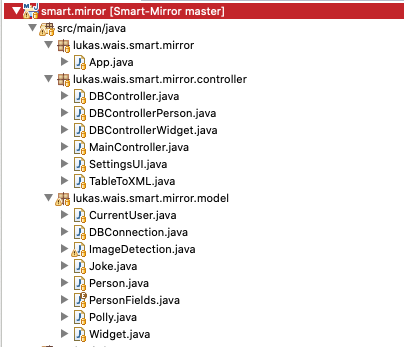 smart.mirror [Smart-Mirror master]
src/main/java
lukas.wais.smart.mirror
App.java
lukas.wais.smart.mirror.controller
DBController.java
DBControllerPerson.java
DBControllerWidget.java
MainController.java
SettingsUI.java
TableToXML.java
lukas.wais.smart.mirror.model
CurrentUser.java
DBConnection.java
ImageDetection.java
Joke.java
Person.java
PersonFields.java
Polly.java
Widget.java